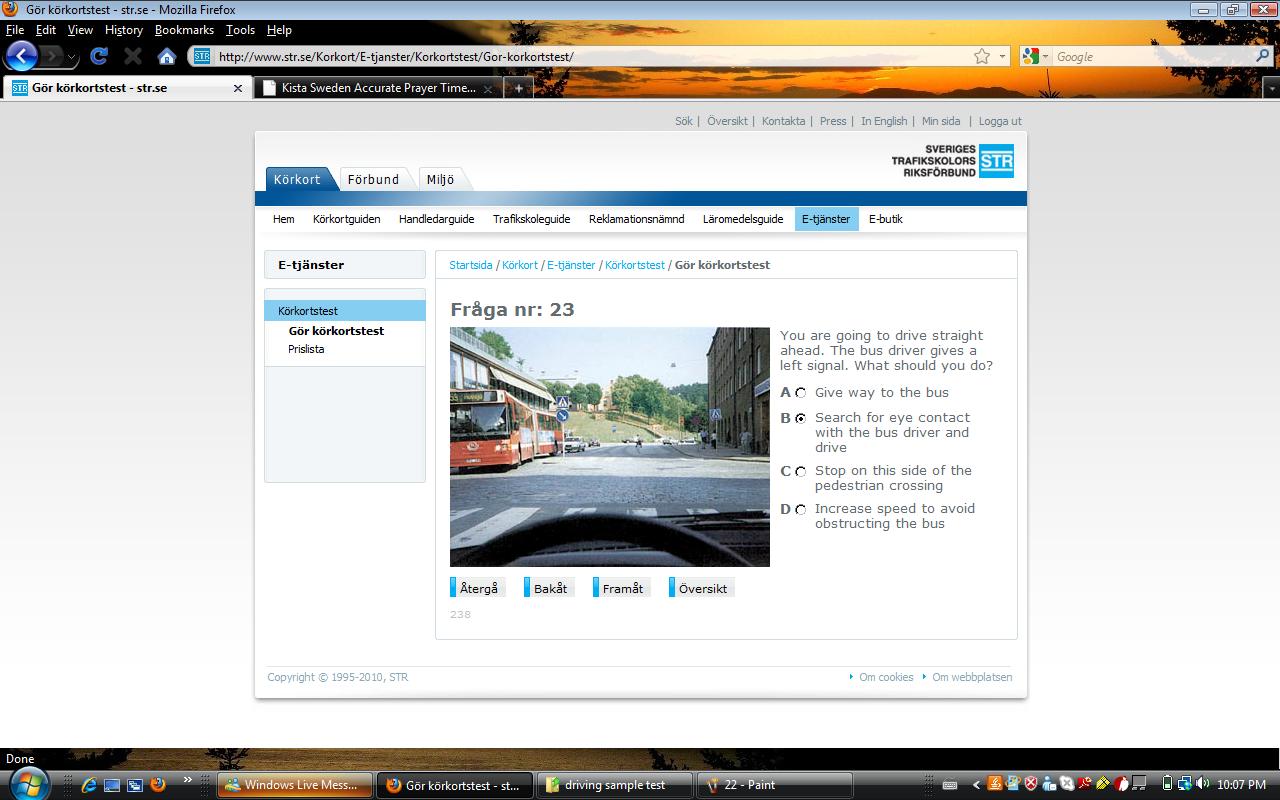 Gör körkortstest - str.se - Mozilla Firefox
File Edit View History Bookmarks Tools Help
STR http://www.str.se/Korkort/E-tjanster/Korkortstest/Gor-korkortstest/ Google
STR Gör körkortstest - str.se Kista Sweden Accurate Prayer Time...
Sök | Översikt | Kontakta | Press | In English | Min sida | Logga ut
SVERIGES
TRAFIKSKOLORS STR
RIKSFÖRBUND
Körkort Förbund Miljö
Hem Körkortguiden Handledarguide Trafikskoleguide Reklamationsnämnd Läromedelsguide E-tjänster E-butik
E-tjänster
Körkortstest
Gör körkortstest
Prislista
Startsida / Körkort / E-tjänster / Körkortstest / Gör körkortstest
Fråga nr: 23
You are going to drive straight
ahead. The bus driver gives a
left signal. What should you do?
A Give way to the bus
B Search for eye contact
with the bus driver and
drive
C Stop on this side of the
pedestrian crossing
D Increase speed to avoid
obstructing the bus
Återgå Bakåt Framåt Översikt
238
Copyright © 1995-2010, STR Om cookies Om webbplatsen
Done
Windows Live Mess... Gör körkortstest - st... driving sample test 22 - Paint 10:07 PM